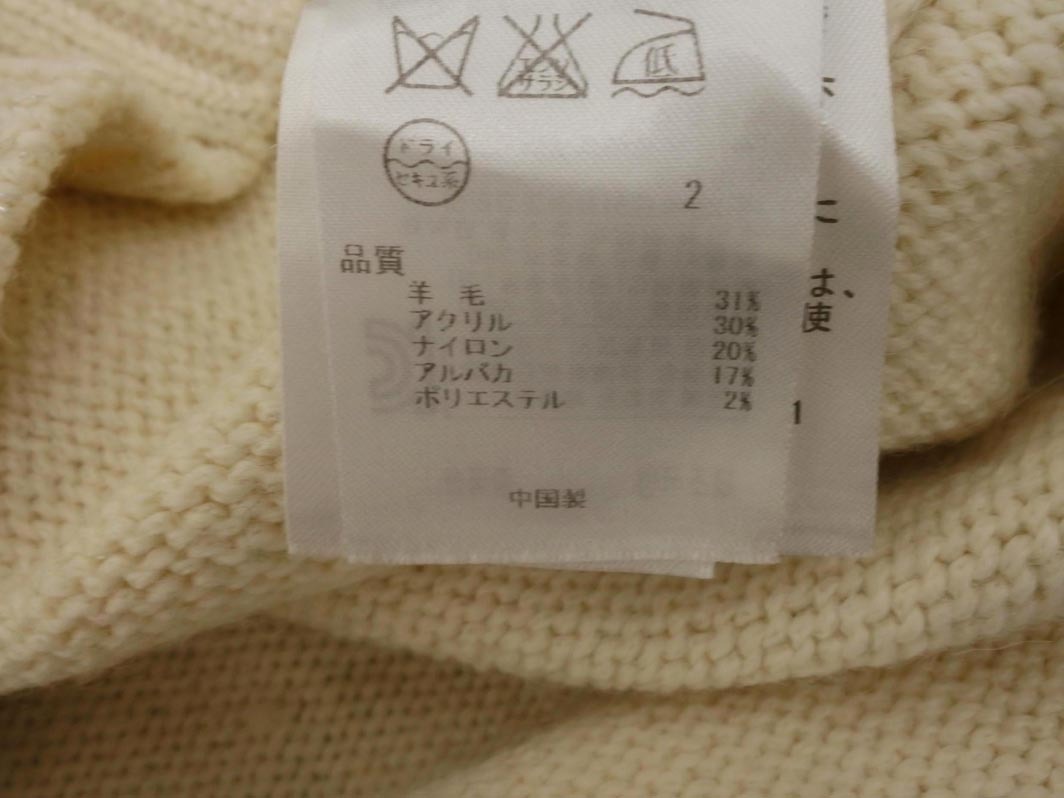 エンソ
サラシ
低
ドライ
セキユ系
2
品質
羊 毛 31%
アクリル 30%
ナイロン 20%
アルパカ 17%
ポリエステル 2%
中国製
に
は、
使
1